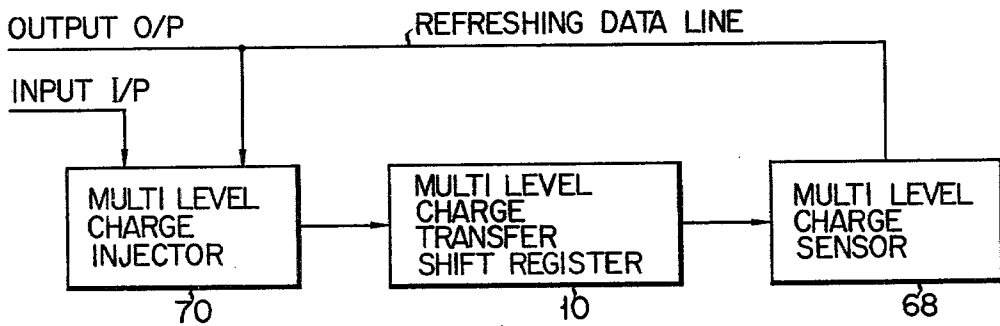 OUTPUT O/P
REFRESHING DATA LINE
INPUT I/P
MULTI LEVEL
CHARGE
INJECTOR
MULTI LEVEL
CHARGE
TRANSFER
SHIFT REGISTER
MULTI LEVEL
CHARGE
SENSOR
70
10
68